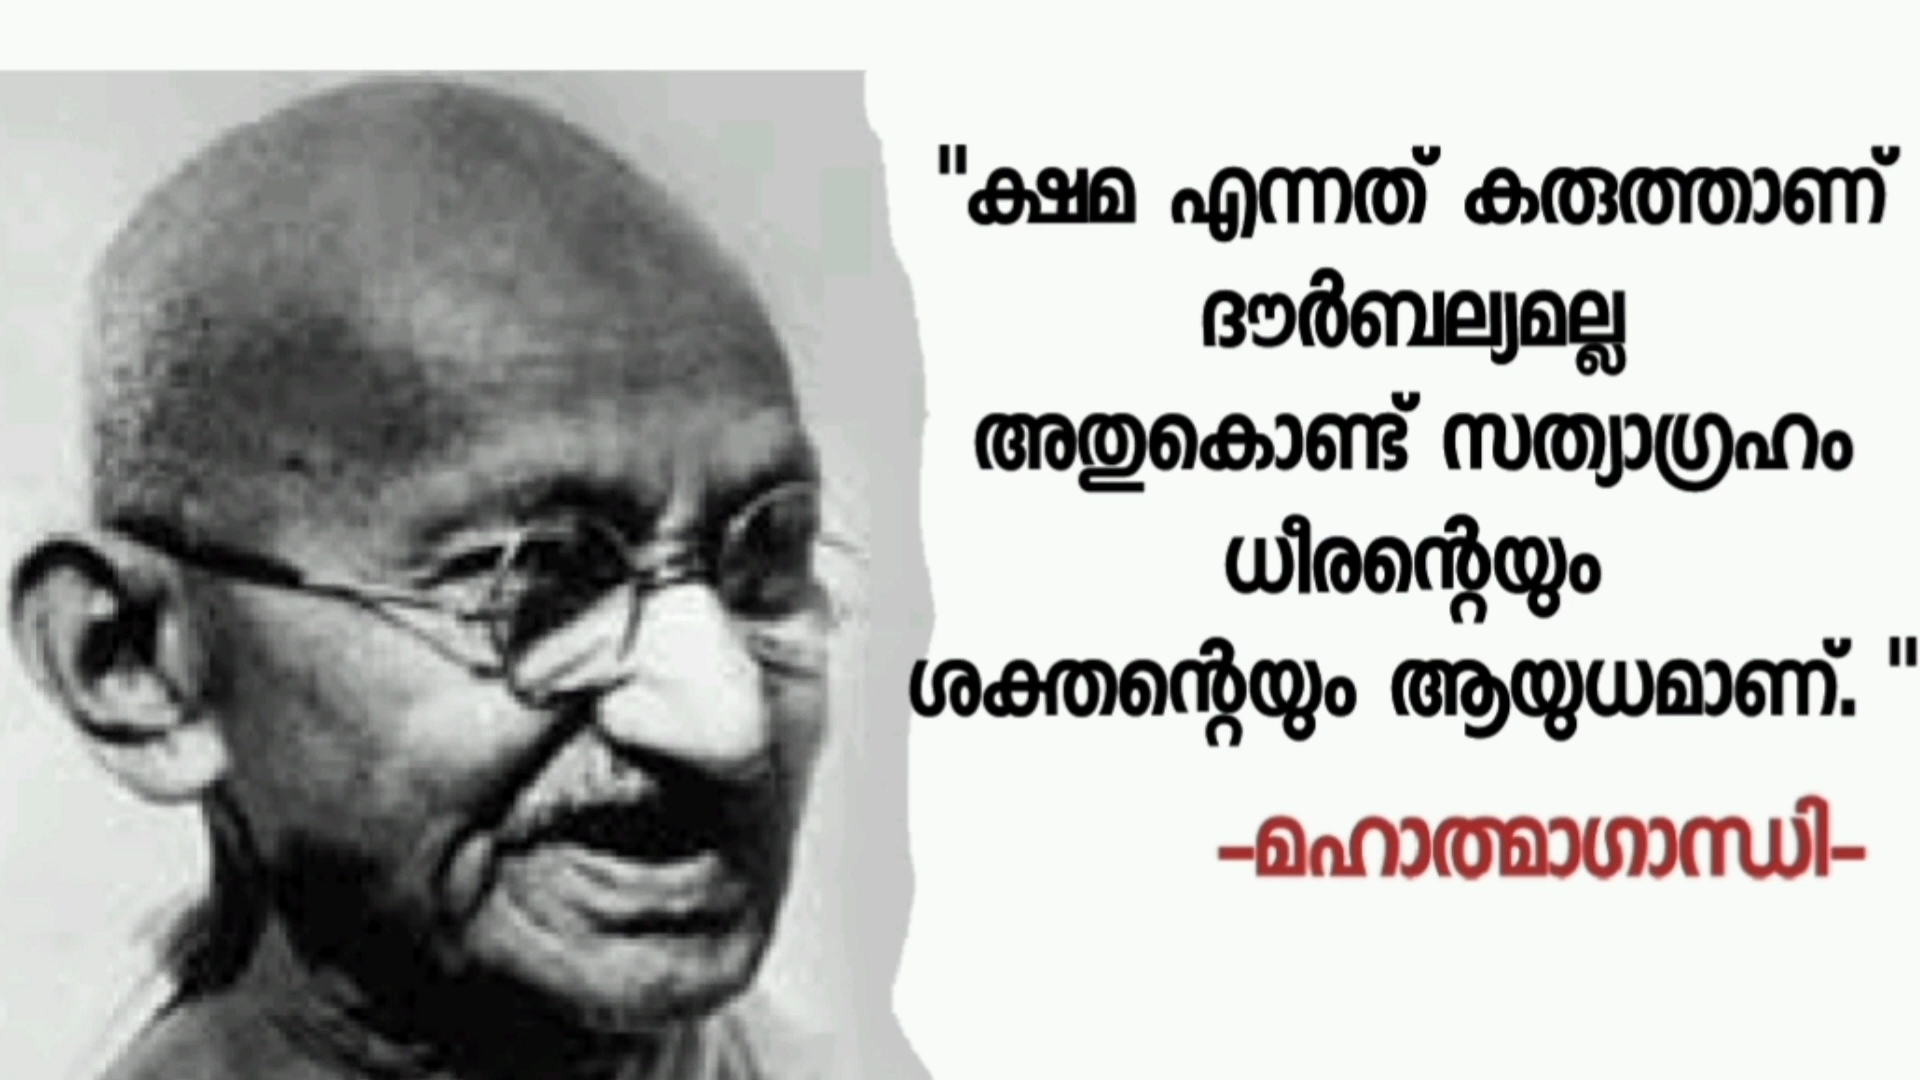 "ക്ഷമ എന്നത് കരുത്താണ്
ദൗർബല്യമല്ല
അതുകൊണ്ട് സത്യാഗ്രഹം
ധീരന്റെയും
ശക്തന്റെയും ആയുധമാണ്. "
–മഹാത്മാഗാന്ധി–